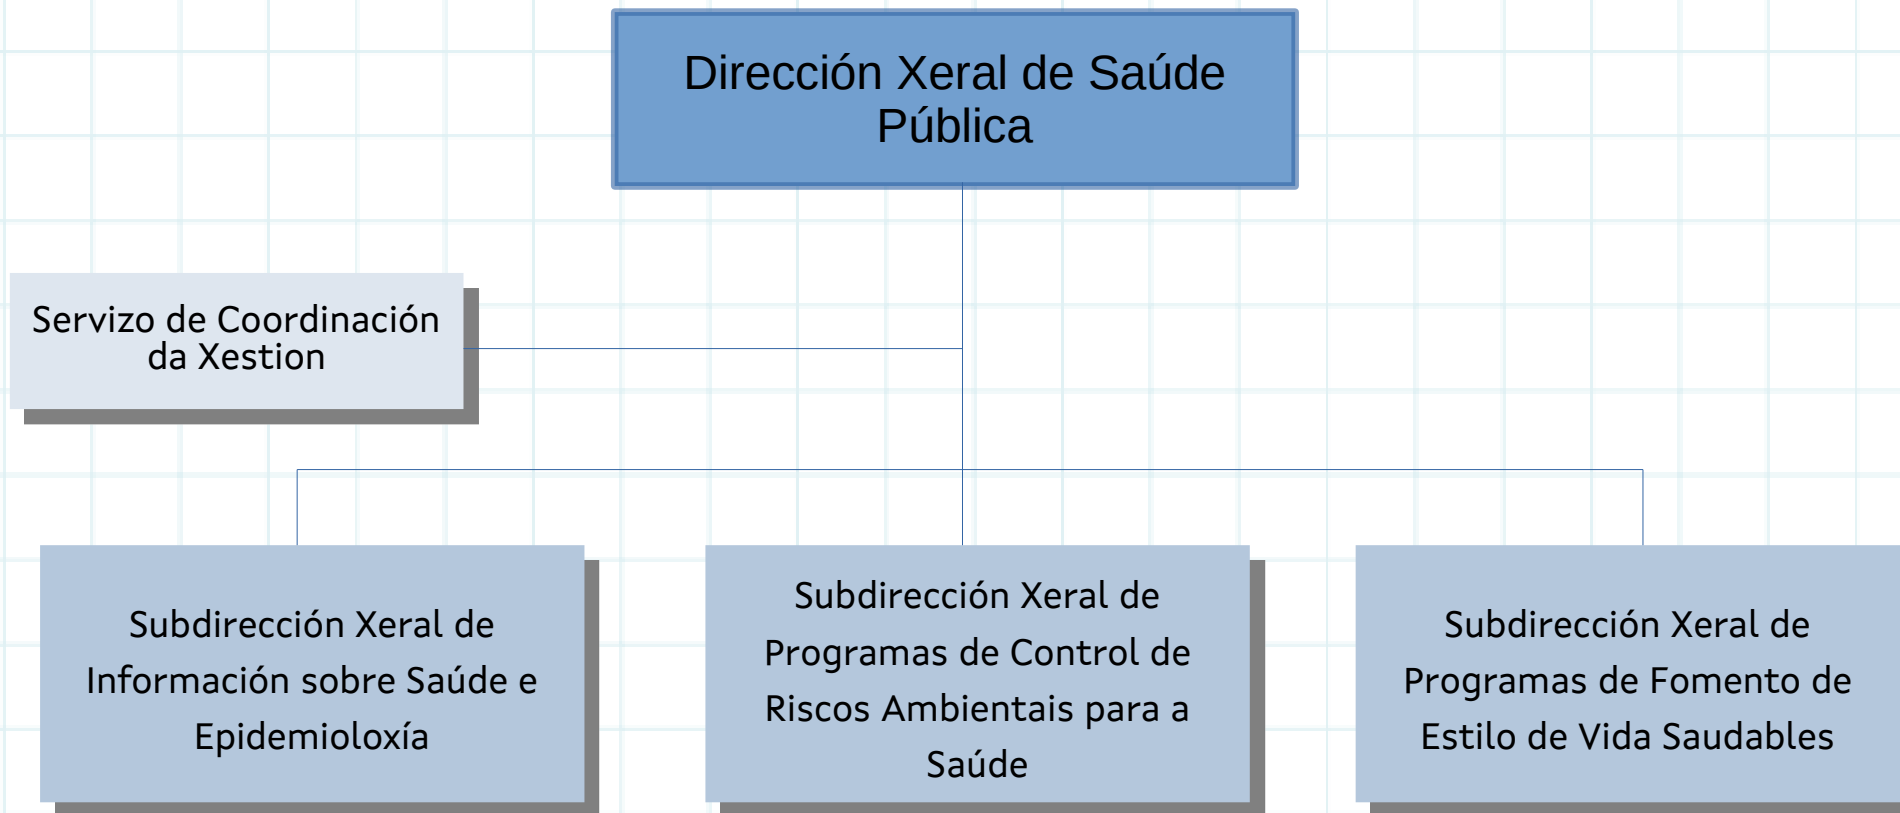 Dirección Xeral de Saúde
Pública
Servizo de Coordinación
da Xestion
Subdirección Xeral de
Información sobre Saúde e
Epidemioloxía
Subdirección Xeral de
Programas de Control de
Riscos Ambientais para a
Saúde
Subdirección Xeral de
Programas de Fomento de
Estilo de Vida Saudables